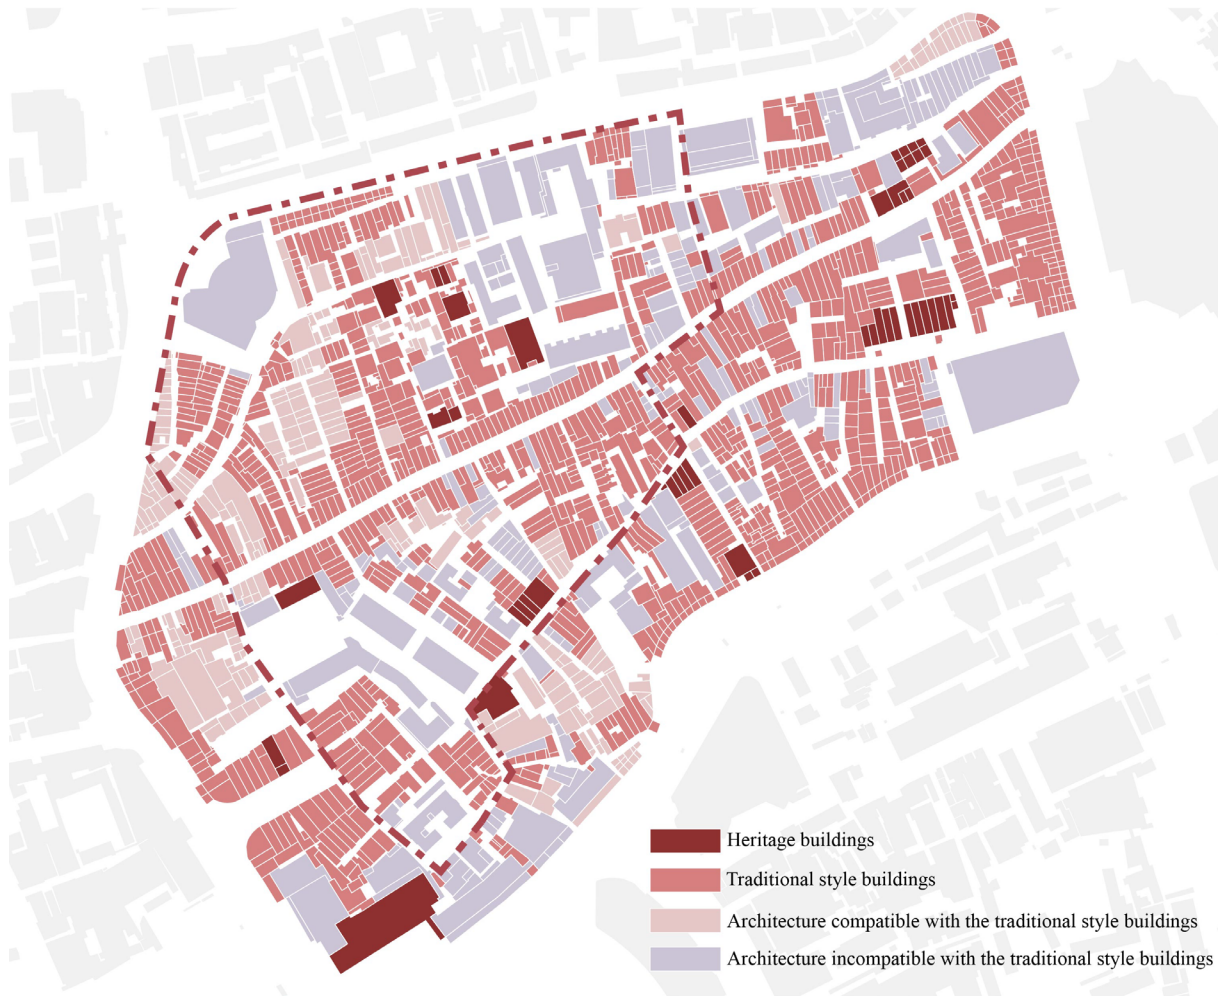 Heritage buildings
Traditional style buildings
Architecture compatible with the traditional style buildings
Architecture incompatible with the traditional style buildings